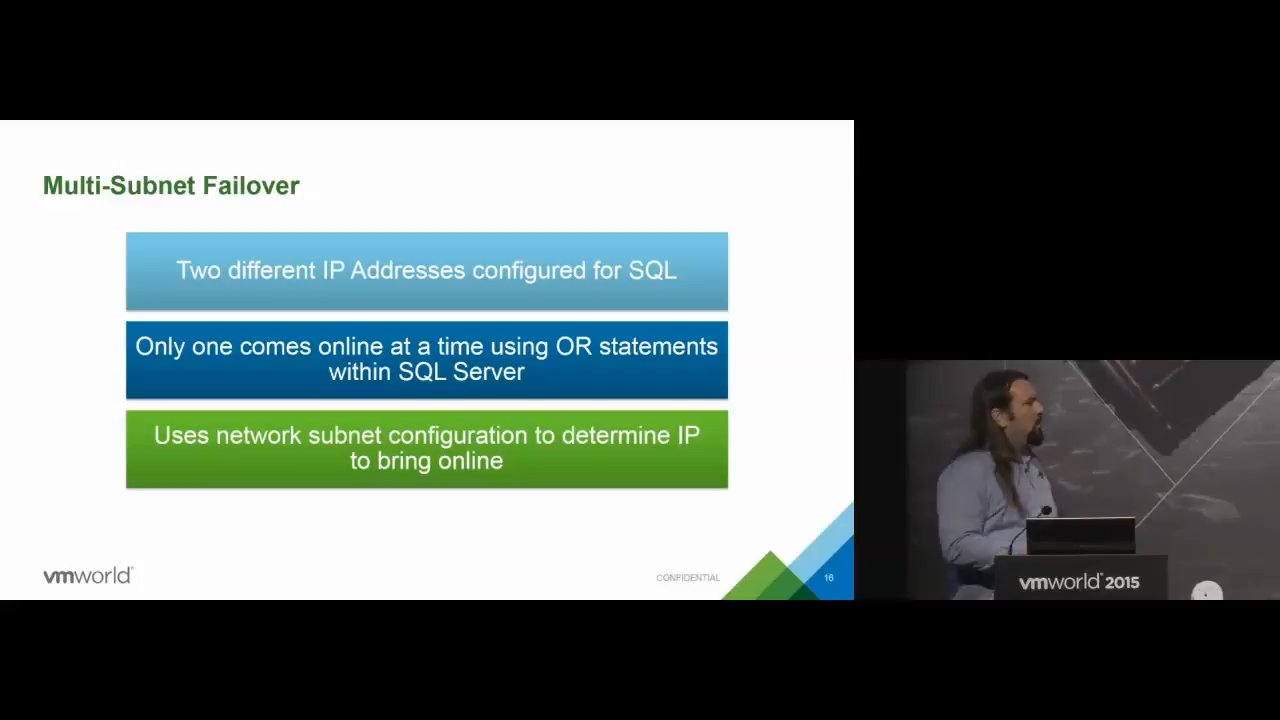 Multi-Subnet Failover
Two different IP Addresses configured for SQL
Only one comes online at a time using OR statements
within SQL Server
Uses network subnet configuration to determine IP
to bring online
vmworld
CONFIDENTIAL
16
vmworld 2015